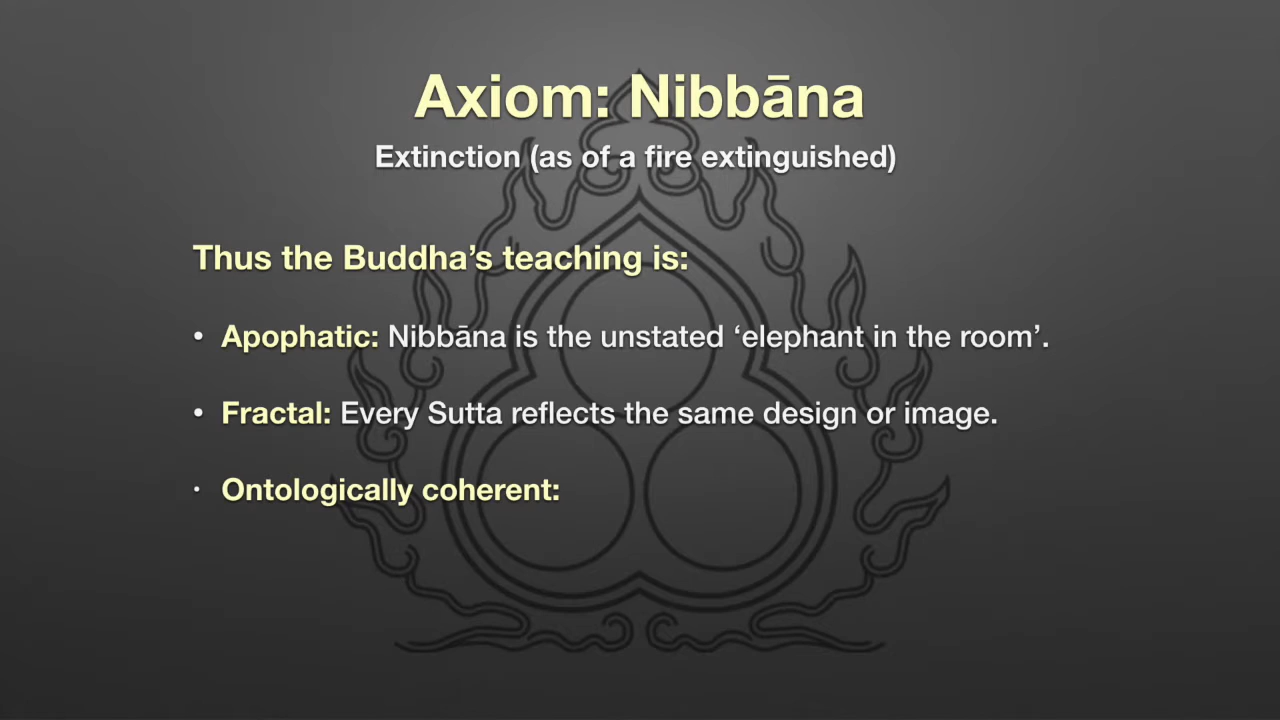 Axiom: Nibbāna
Extinction (as of a fire extinguished)
Thus the Buddha’s teaching is:
• Apophatic: Nibbāna is the unstated ‘elephant in the room’.
• Fractal: Every Sutta reflects the same design or image.
• Ontologically coherent: